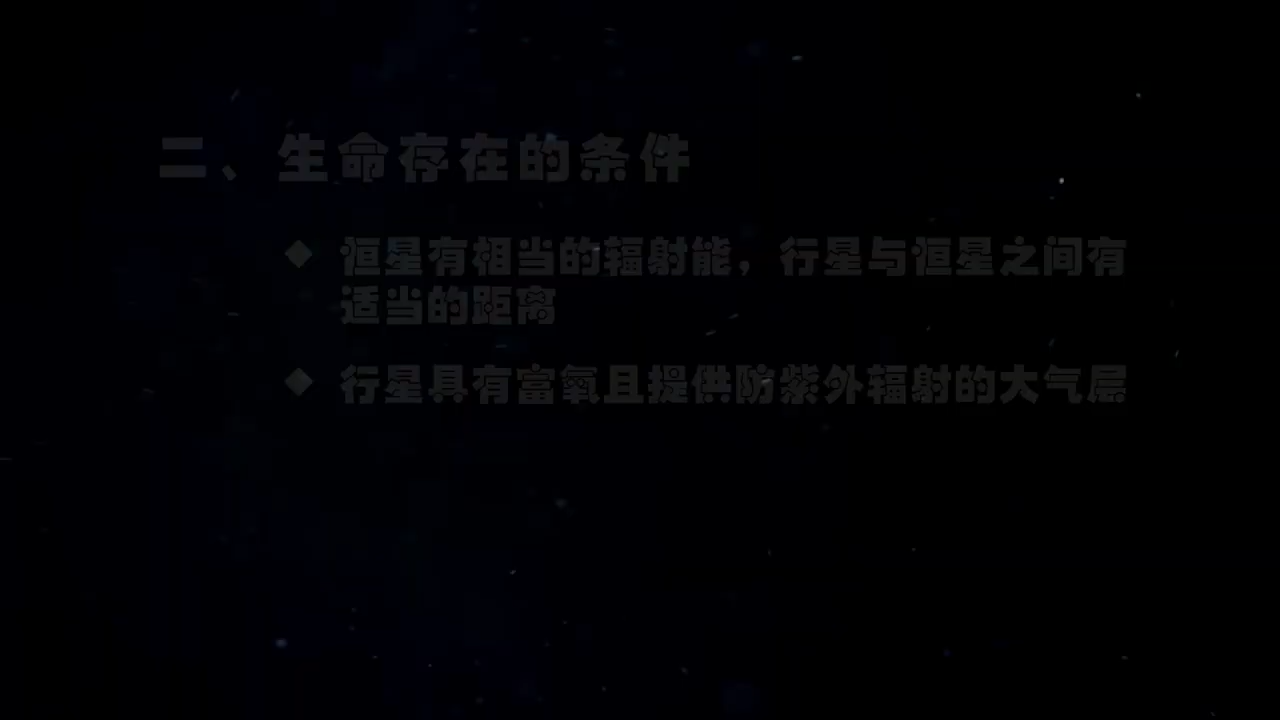 二、生命存在的条件
◆ 恒星有相当的辐射能，行星与恒星之间有
适当的距离
◆ 行星具有富氧且提供防紫外辐射的大气层